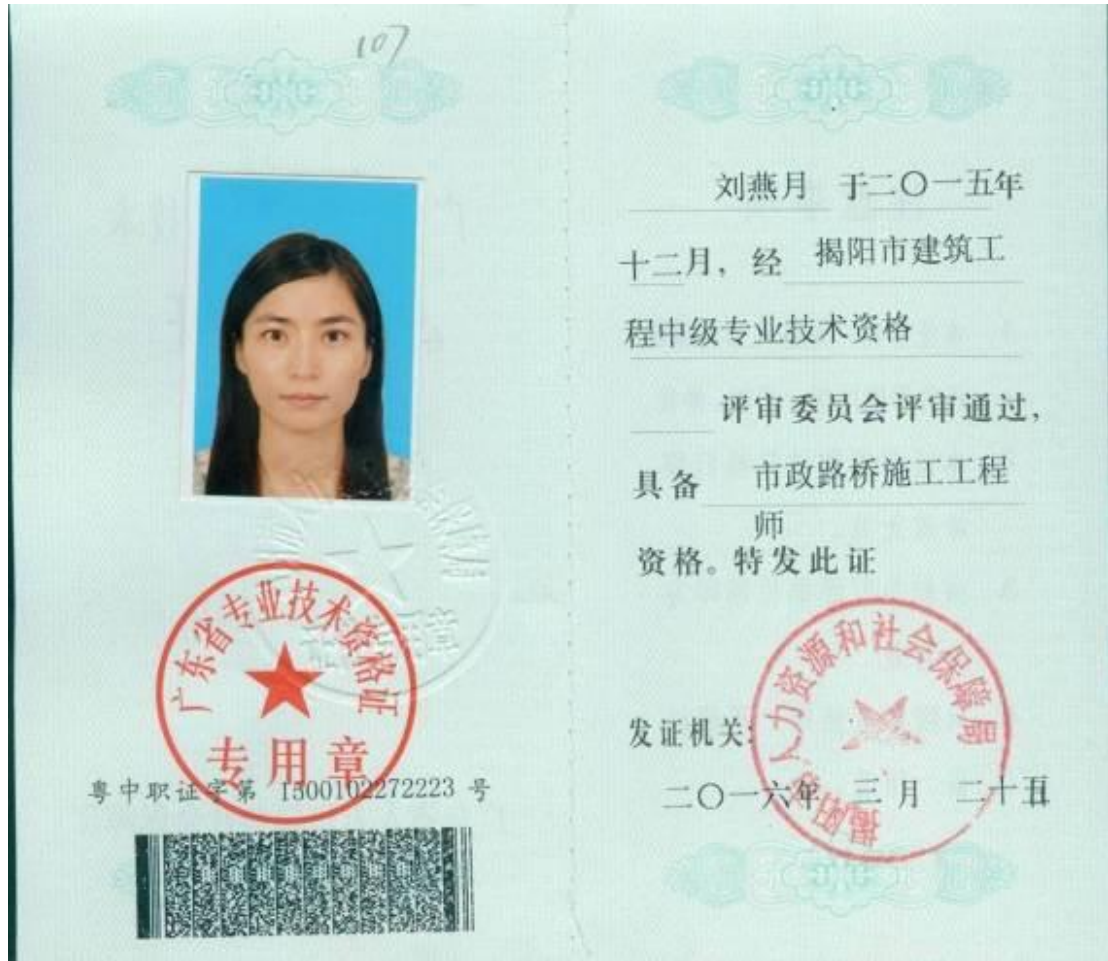 107
广东省专业技术资格证
专用章
粤中职证字第 1500102272223 号
刘燕月 于二〇一五年
十二月，经 揭阳市建筑工
程中级专业技术资格
评审委员会评审通过，
具备 市政路桥施工工程
师
资格。特发此证
揭阳市人力资源和社会保障局
发证机关：
二〇一六年 三月 二十五日